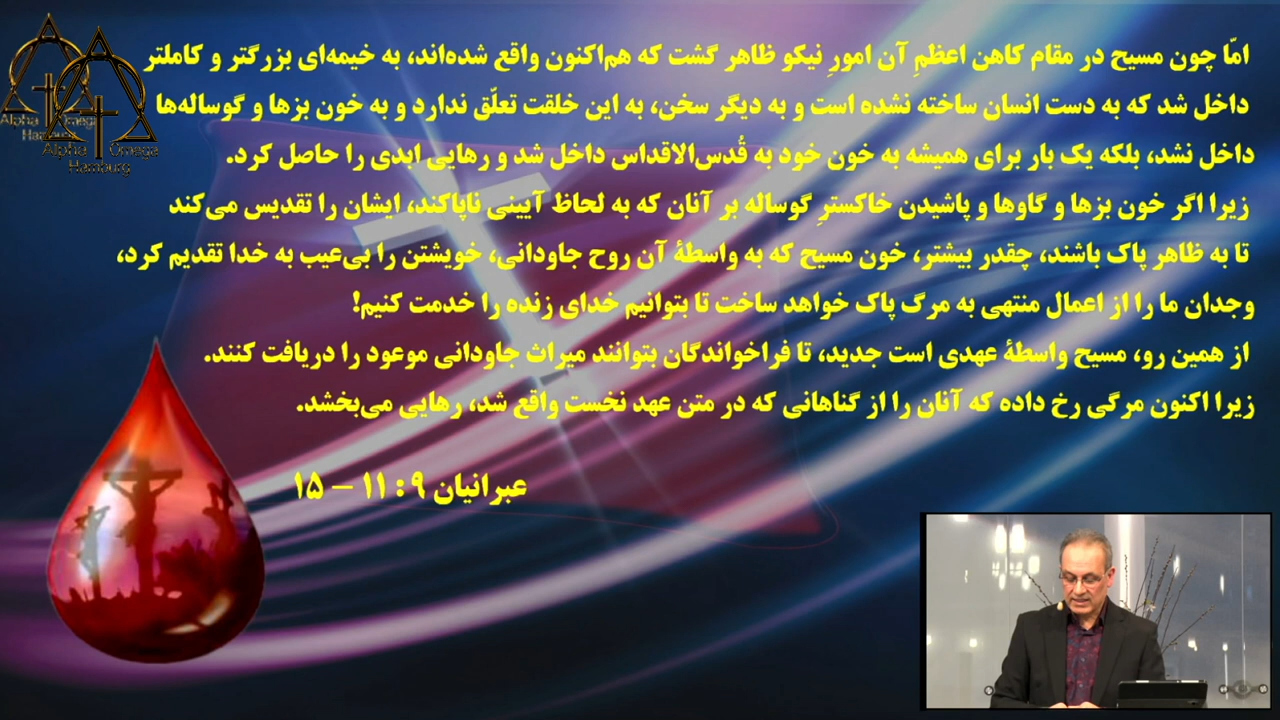 امّا چون مسیح در مقام کاهن اعظمِ آن امورِ نیکو ظاهر گشت که هم‌اکنون واقع شده‌اند، به خیمه‌ای بزرگتر و کاملتر
داخل شد که به دست انسان ساخته نشده است و به دیگر سخن، به این خلقت تعلّق ندارد و به خون بزها و گوساله‌ها
داخل نشد، بلکه یک بار برای همیشه به خون خود به قُدس‌الاقداس داخل شد و رهایی ابدی را حاصل کرد.
زیرا اگر خون بزها و گاوها و پاشیدن خاکسترِ گوساله بر آنان که به لحاظ آیینی ناپاکند، ایشان را تقدیس می‌کند
تا به ظاهر پاک باشند، چقدر بیشتر، خون مسیح که به واسطهٔ آن روح جاودانی، خویشتن را بی‌عیب به خدا تقدیم کرد،
وجدان ما را از اعمال منتهی به مرگ پاک خواهد ساخت تا بتوانیم خدای زنده را خدمت کنیم!
از همین رو، مسیح واسطهٔ عهدی است جدید، تا فراخواندگان بتوانند میراث جاودانی موعود را دریافت کنند.
زیرا اکنون مرگی رخ داده که آنان را از گناهانی که در متن عهد نخست واقع شد، رهایی می‌بخشد.
عبرانیان ۹ : ۱۱ – ۱۵
Alpha Omega
Hamburg
Alpha Omega
Hamburg